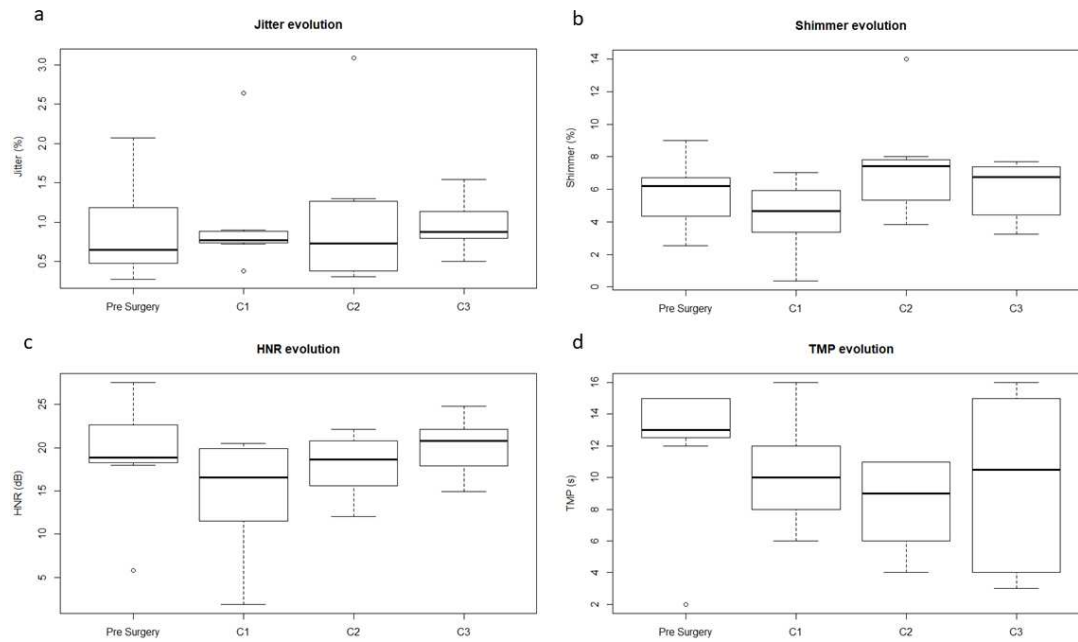 a
Jitter evolution
Jitter (%)
3.0
2.5
2.0
1.5
1.0
0.5
Pre Surgery C1 C2 C3
b
Shimmer evolution
Shimmer (%)
14
12
10
8
6
4
2
0
Pre Surgery C1 C2 C3
c
HNR evolution
HNR (dB)
25
20
15
10
5
Pre Surgery C1 C2 C3
d
TMP evolution
TMP (s)
16
14
12
10
8
6
4
2
Pre Surgery C1 C2 C3